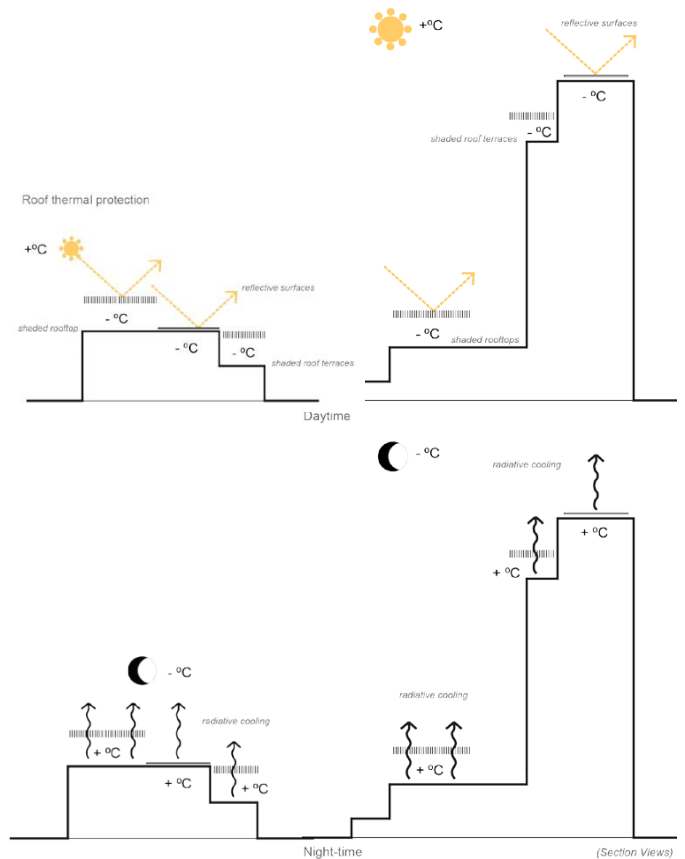 +ºC
reflective surfaces
- ºC
- ºC
shaded roof terraces
Roof thermal protection
+ºC
reflective surfaces
- ºC
shaded rooftop
- ºC
- ºC
shaded roof terraces
- ºC
shaded rooftops
Daytime
- ºC
radiative cooling
+ ºC
+ ºC
- ºC
radiative cooling
radiative cooling
+ ºC
+ ºC
+ ºC
+ ºC
Night-time
(Section Views)